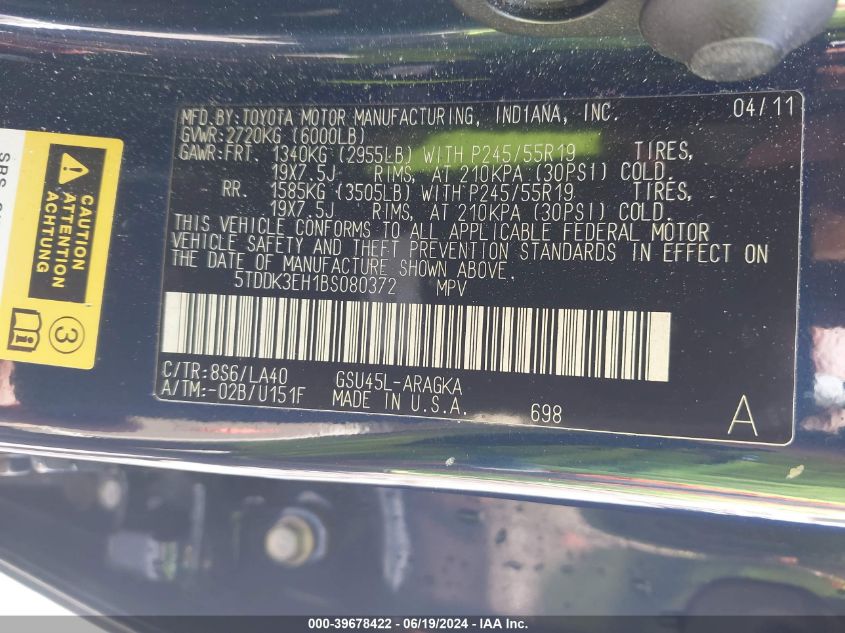 MFD.BY:TOYOTA MOTOR MANUFACTURING, INDIANA, INC. 04/11
GVWR:2720KG (6000LB)
GAWR:FRT. 1340KG (2955LB) WITH P245/55R19 TIRES,
19X7.5J RIMS, AT 210KPA (30PSI) COLD.
RR. 1585KG (3505LB) WITH P245/55R19 TIRES,
19X7.5J RIMS, AT 210KPA (30PSI) COLD.
THIS VEHICLE CONFORMS TO ALL APPLICABLE FEDERAL MOTOR
VEHICLE SAFETY AND THEFT PREVENTION STANDARDS IN EFFECT ON
THE DATE OF MANUFACTURE SHOWN ABOVE.
5TDDK3EH1BS080372 MPV
C/TR:8S6/LA40 GSU45L-ARAGKA
A/TM:-02B/U151F MADE IN U.S.A. 698 A
CAUTION
ATTENTION
ACHTUNG
3
SRS
000-39678422 - 06/19/2024 - IAA Inc.